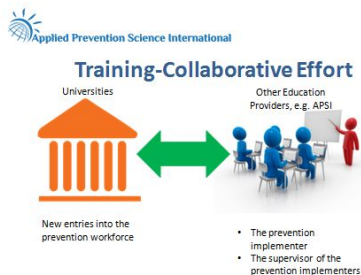 Applied Prevention Science International
Training-Collaborative Effort
Universities
Other Education
Providers, e.g. APSI
New entries into the
prevention workforce
• The prevention
implementer
• The supervisor of the
prevention implementers